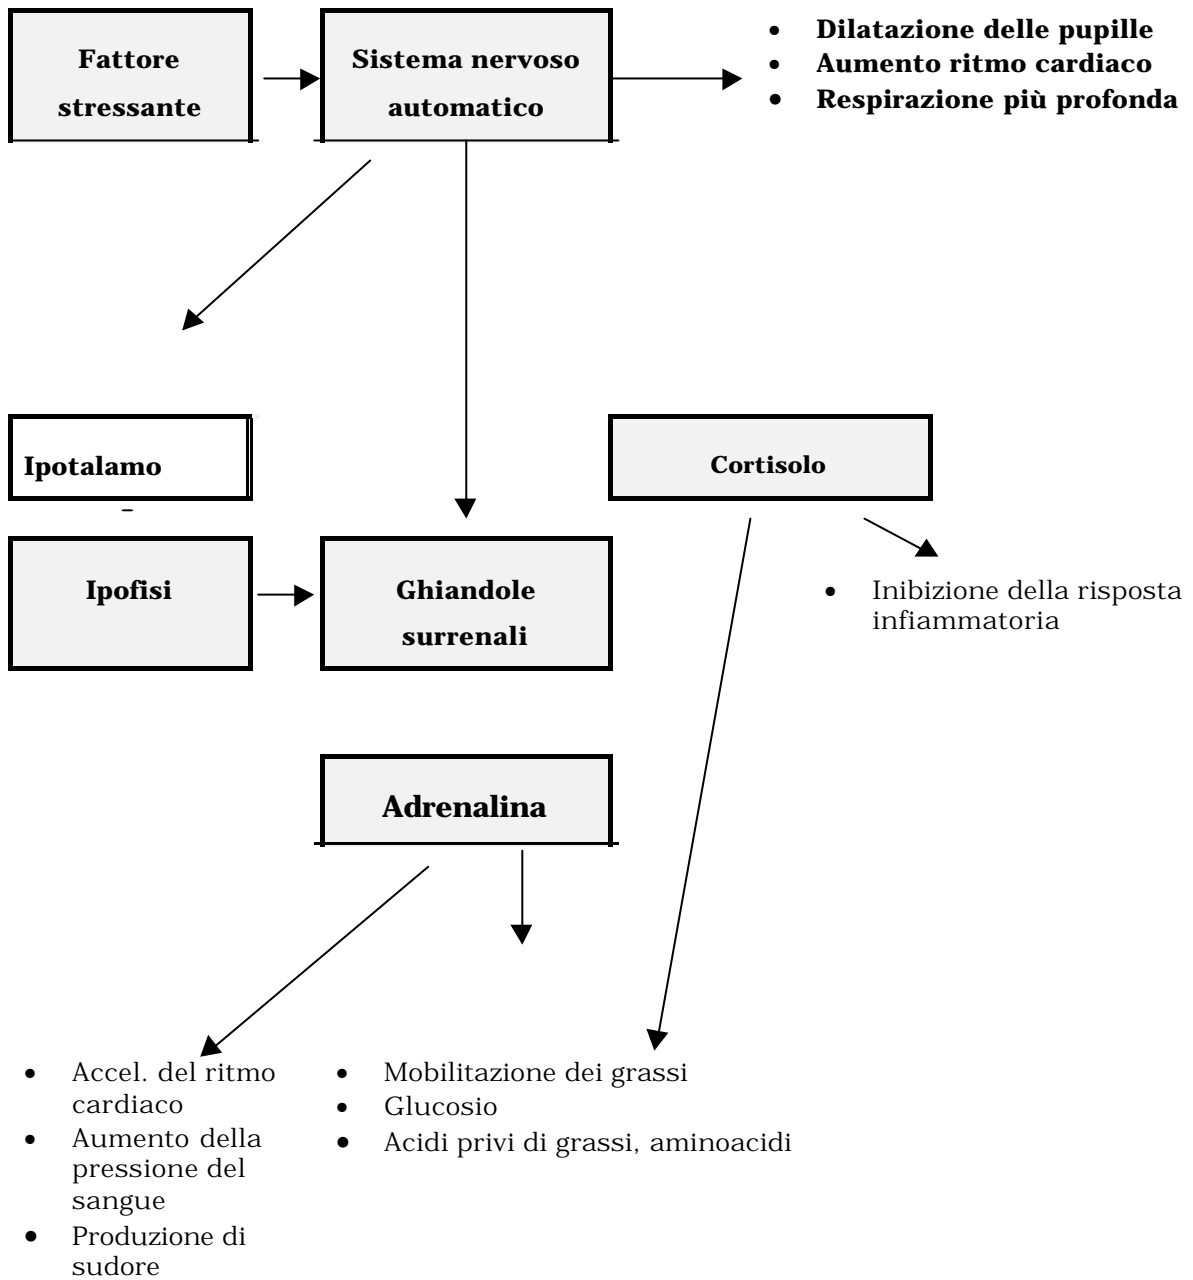 Fattore
stressante
Sistema nervoso
automatico
• Dilatazione delle pupille
• Aumento ritmo cardiaco
• Respirazione più profonda
Ipotalamo
Cortisolo
Ipofisi
Ghiandole
surrenali
• Inibizione della risposta
infiammatoria
Adrenalina
• Accel. del ritmo
cardiaco
• Aumento della
pressione del
sangue
• Produzione di
sudore
• Mobilitazione dei grassi
• Glucosio
• Acidi privi di grassi, aminoacidi